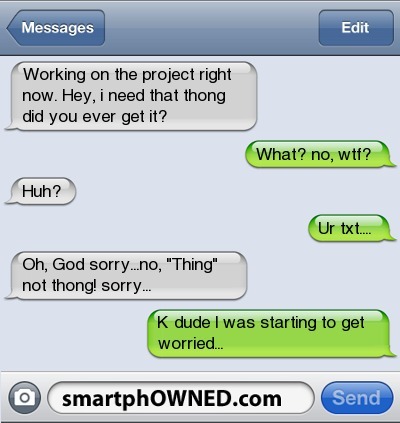 Messages
Edit
Working on the project right
now. Hey, i need that thong
did you ever get it?
What? no, wtf?
Huh?
Ur txt....
Oh, God sorry...no, "Thing"
not thong! sorry...
K dude I was starting to get
worried...
smartphOWNED.com
Send